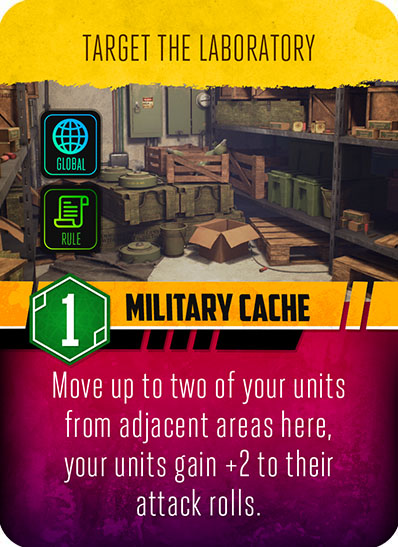 TARGET THE LABORATORY
GLOBAL
RULE
1 MILITARY CACHE
Move up to two of your units
from adjacent areas here,
your units gain +2 to their
attack rolls.